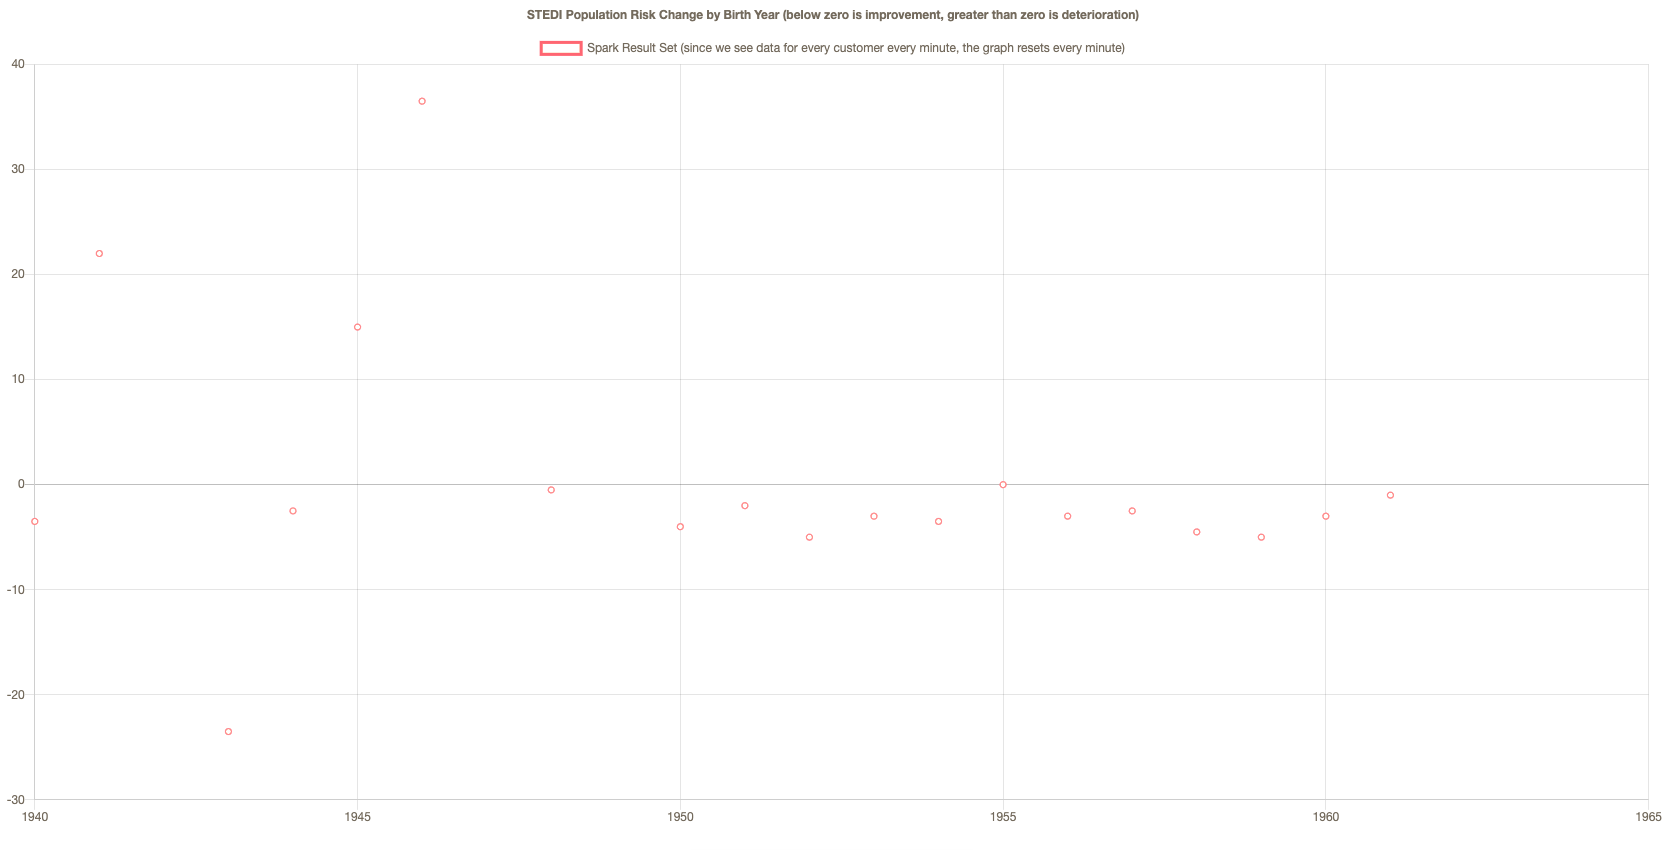 STEDI Population Risk Change by Birth Year (below zero is improvement, greater than zero is deterioration)
Spark Result Set (since we see data for every customer every minute, the graph resets every minute)
40
30
20
10
0
-10
-20
-30
1940 1945 1950 1955 1960 1965